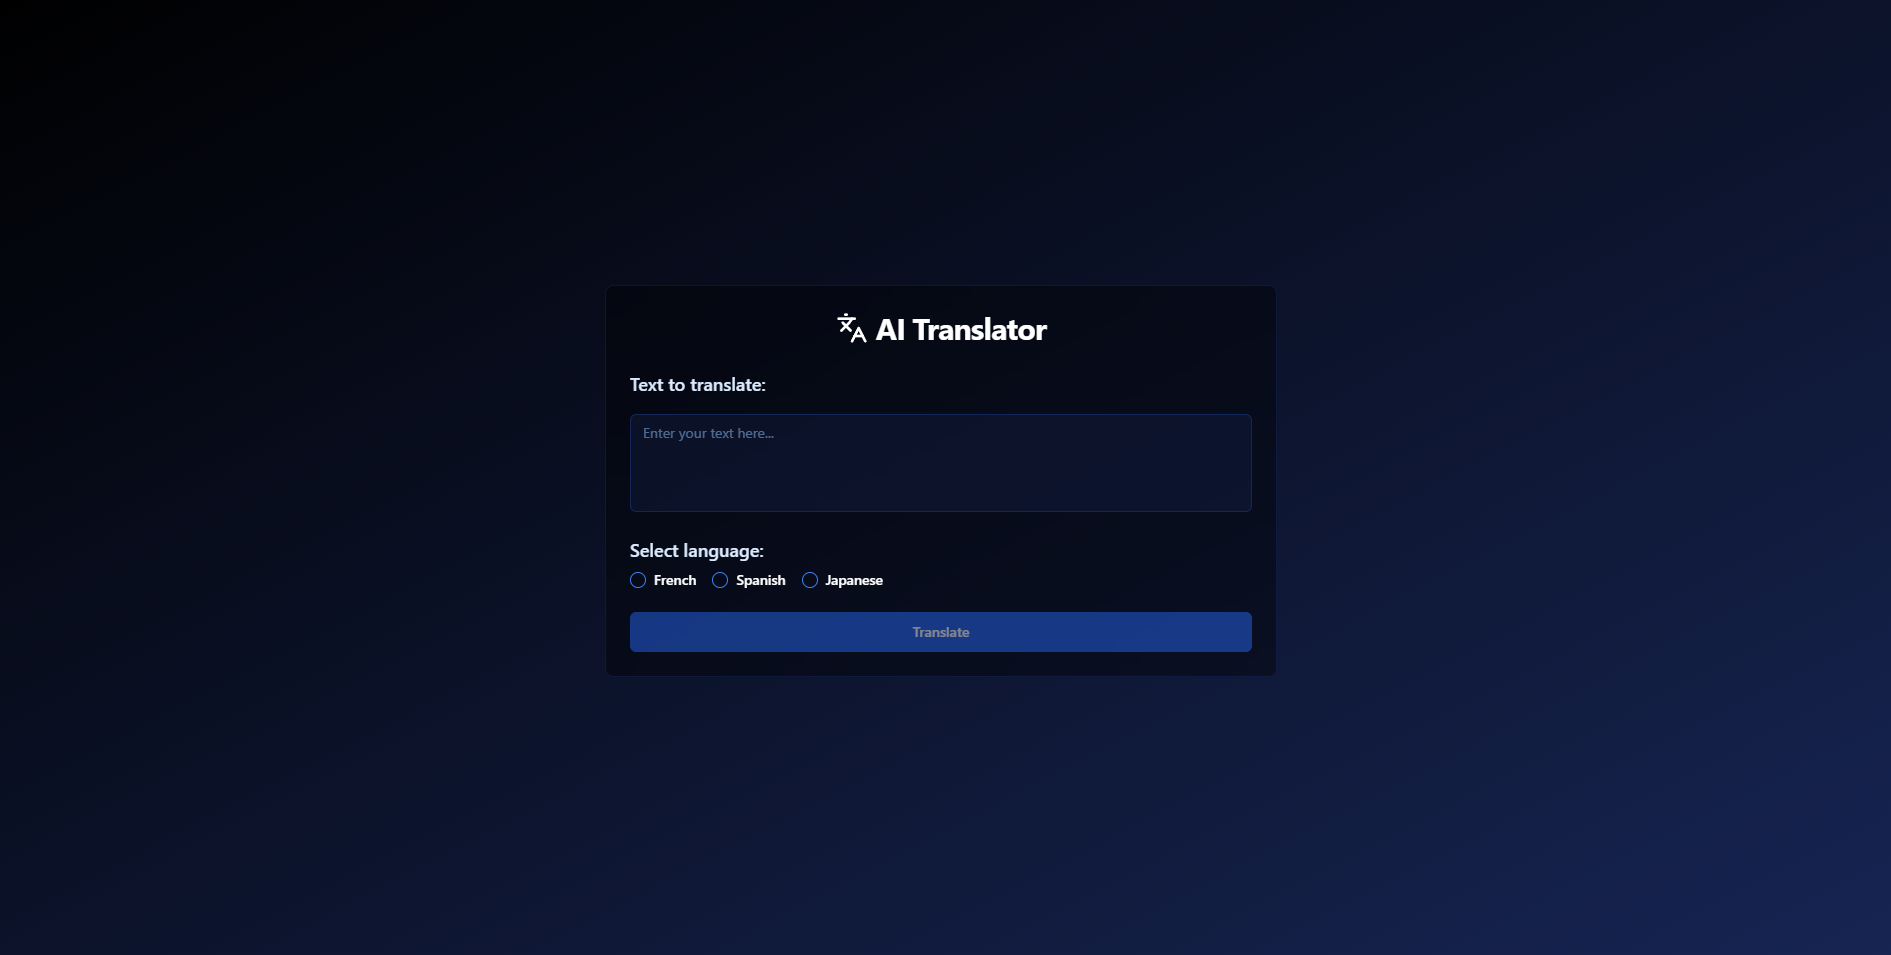 AI Translator
Text to translate:
Enter your text here...
Select language:
French Spanish Japanese
Translate